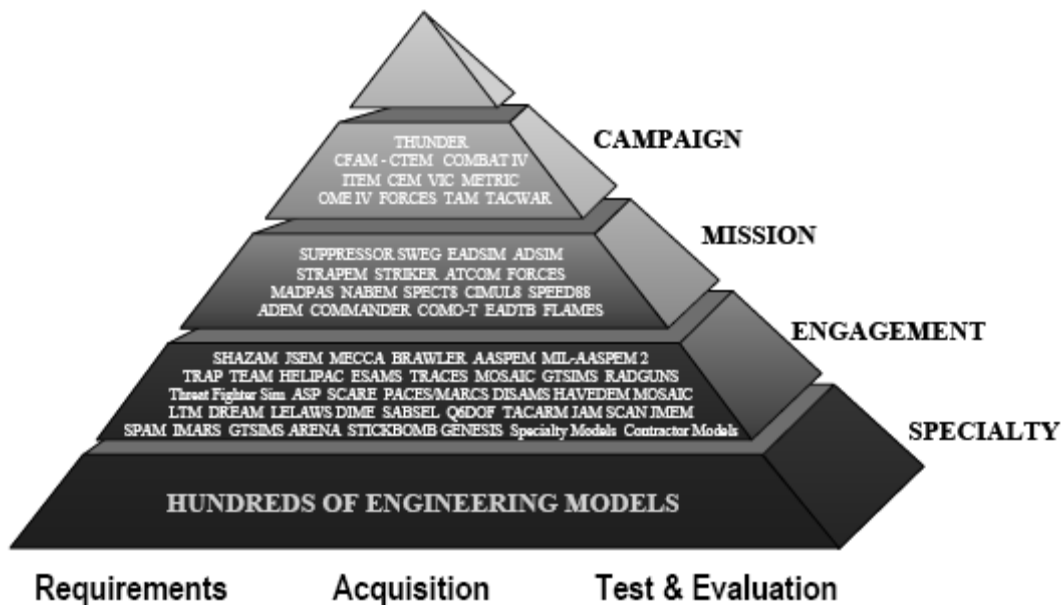 THUNDER
CFAM - CTEM COMBAT IV
ITEM CEM VIC METRIC
OME IV FORCES TAM TACWAR
CAMPAIGN
SUPPRESSOR SWEG EADSIM ADSIM
STRAPEM STRIKER ATCOM FORCES
MADPAS NABEM SPECT8 CIMUL8 SPEED88
ADEM COMMANDER COMO-T EADTB FLAMES
MISSION
SHAZAM JSEM MECCA BRAWLER AASPEM MIL-AASPEM 2
TRAP TEAM HELIPAC ESAMS TRACES MOSAIC GTSIMS RADGUNS
Threat Fighter Sim ASP SCARE PACES/MARCS DISAMS HAVEDEM MOSAIC
LTM DREAM LELAWS DIME SABSEL Q6DOF TACARM JAM SCAN JMEM
SPAM IMARS GTSIMS ARENA STICKBOMB GENESIS Specialty Models Contractor Models
ENGAGEMENT
HUNDREDS OF ENGINEERING MODELS
SPECIALTY
Requirements Acquisition Test & Evaluation